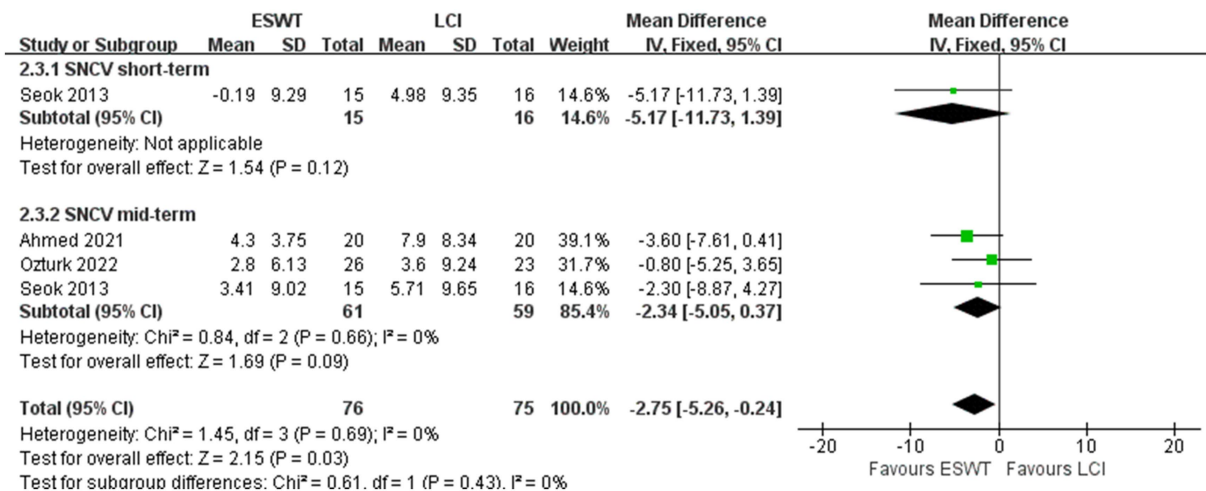 ESWT LCI Mean Difference Mean Difference
Study or Subgroup Mean SD Total Mean SD Total Weight IV, Fixed, 95% CI IV, Fixed, 95% CI
2.3.1 SNCV short-term
Seok 2013 -0.19 9.29 15 4.98 9.35 16 14.6% -5.17 [-11.73, 1.39]
Subtotal (95% CI) 15 16 14.6% -5.17 [-11.73, 1.39]
Heterogeneity: Not applicable
Test for overall effect: Z = 1.54 (P = 0.12)
2.3.2 SNCV mid-term
Ahmed 2021 4.3 3.75 20 7.9 8.34 20 39.1% -3.60 [-7.61, 0.41]
Ozturk 2022 2.8 6.13 26 3.6 9.24 23 31.7% -0.80 [-5.25, 3.65]
Seok 2013 3.41 9.02 15 5.71 9.65 16 14.6% -2.30 [-8.87, 4.27]
Subtotal (95% CI) 61 59 85.4% -2.34 [-5.05, 0.37]
Heterogeneity: Chi² = 0.84, df = 2 (P = 0.66); I² = 0%
Test for overall effect: Z = 1.69 (P = 0.09)
Total (95% CI) 76 75 100.0% -2.75 [-5.26, -0.24]
Heterogeneity: Chi² = 1.45, df = 3 (P = 0.69); I² = 0%
Test for overall effect: Z = 2.15 (P = 0.03)
Test for subgroup differences: Chi² = 0.61, df = 1 (P = 0.43), I² = 0%
-20 -10 0 10 20
Favours ESWT Favours LCI